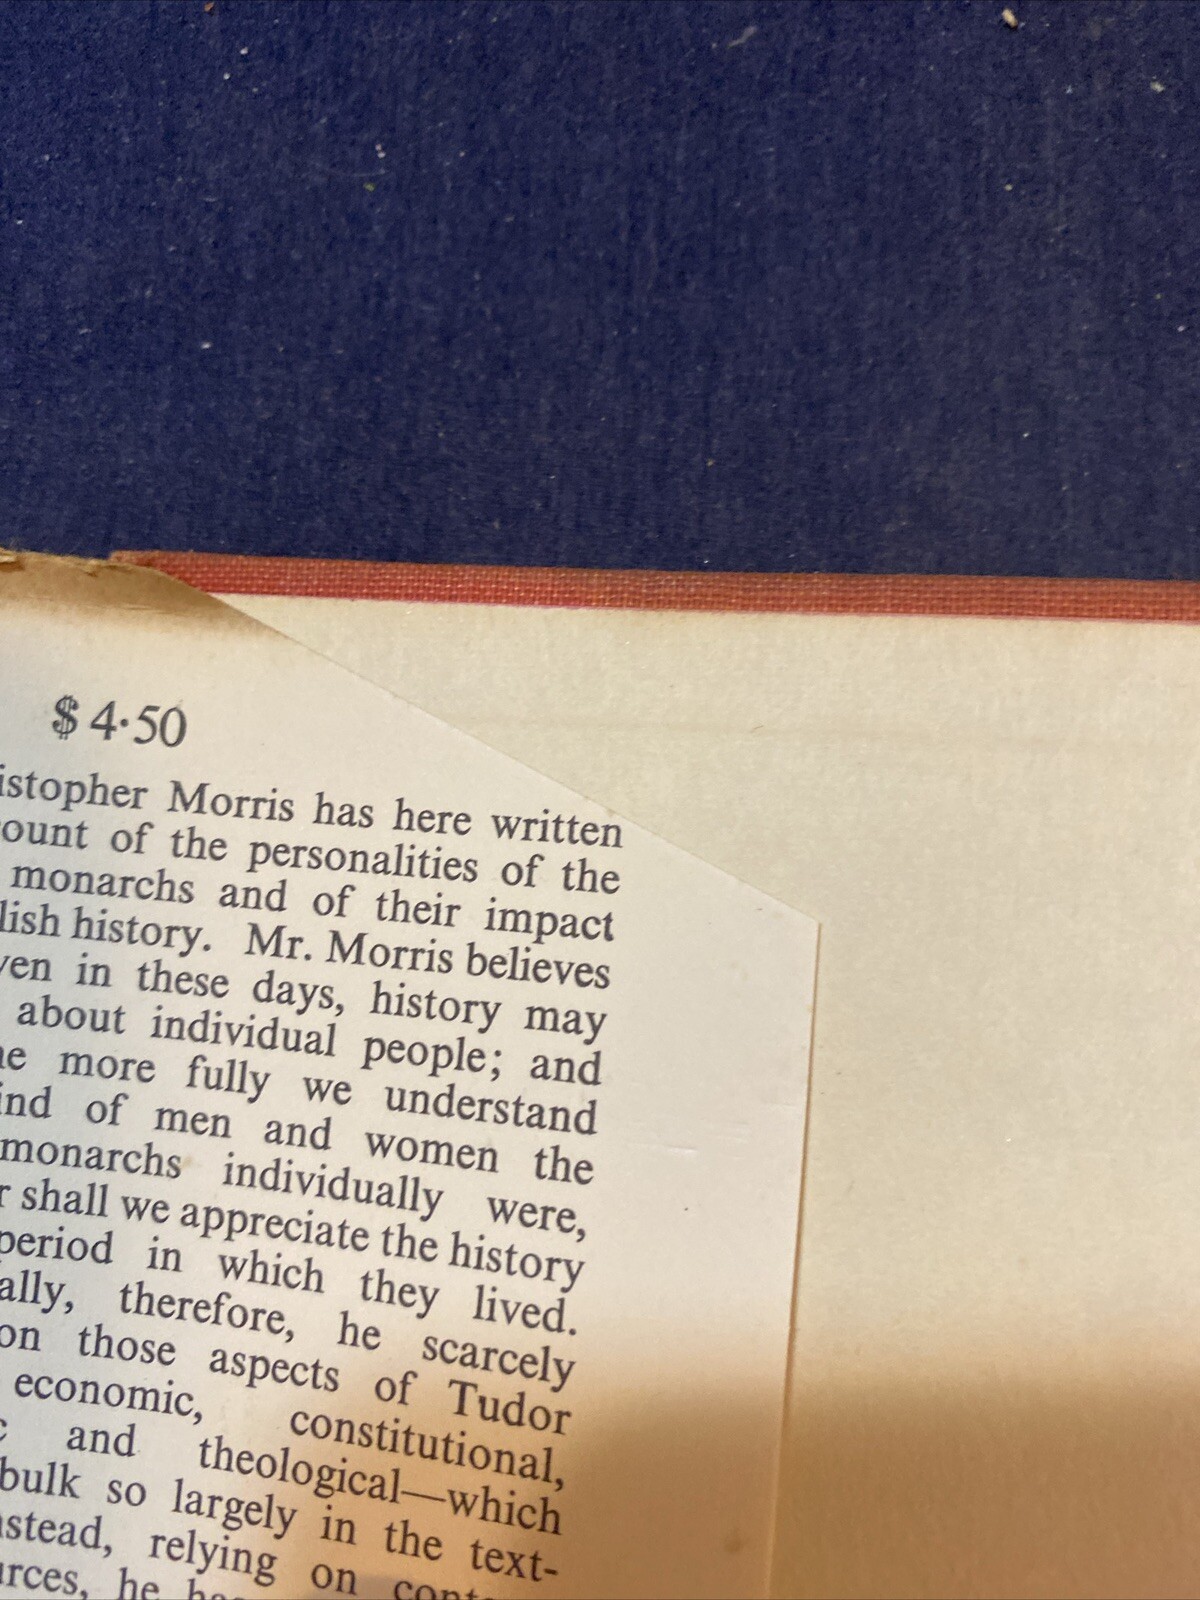 $ 4·50
istopher Morris has here written
ount of the personalities of the
monarchs and of their impact
lish history. Mr. Morris believes
ven in these days, history may
about individual people; and
e more fully we understand
ind of men and women the
monarchs individually were,
r shall we appreciate the history
period in which they lived.
ally, therefore, he scarcely
on those aspects of Tudor
economic, constitutional,
c and theological—which
bulk so largely in the text-
nstead, relying on
urces, he